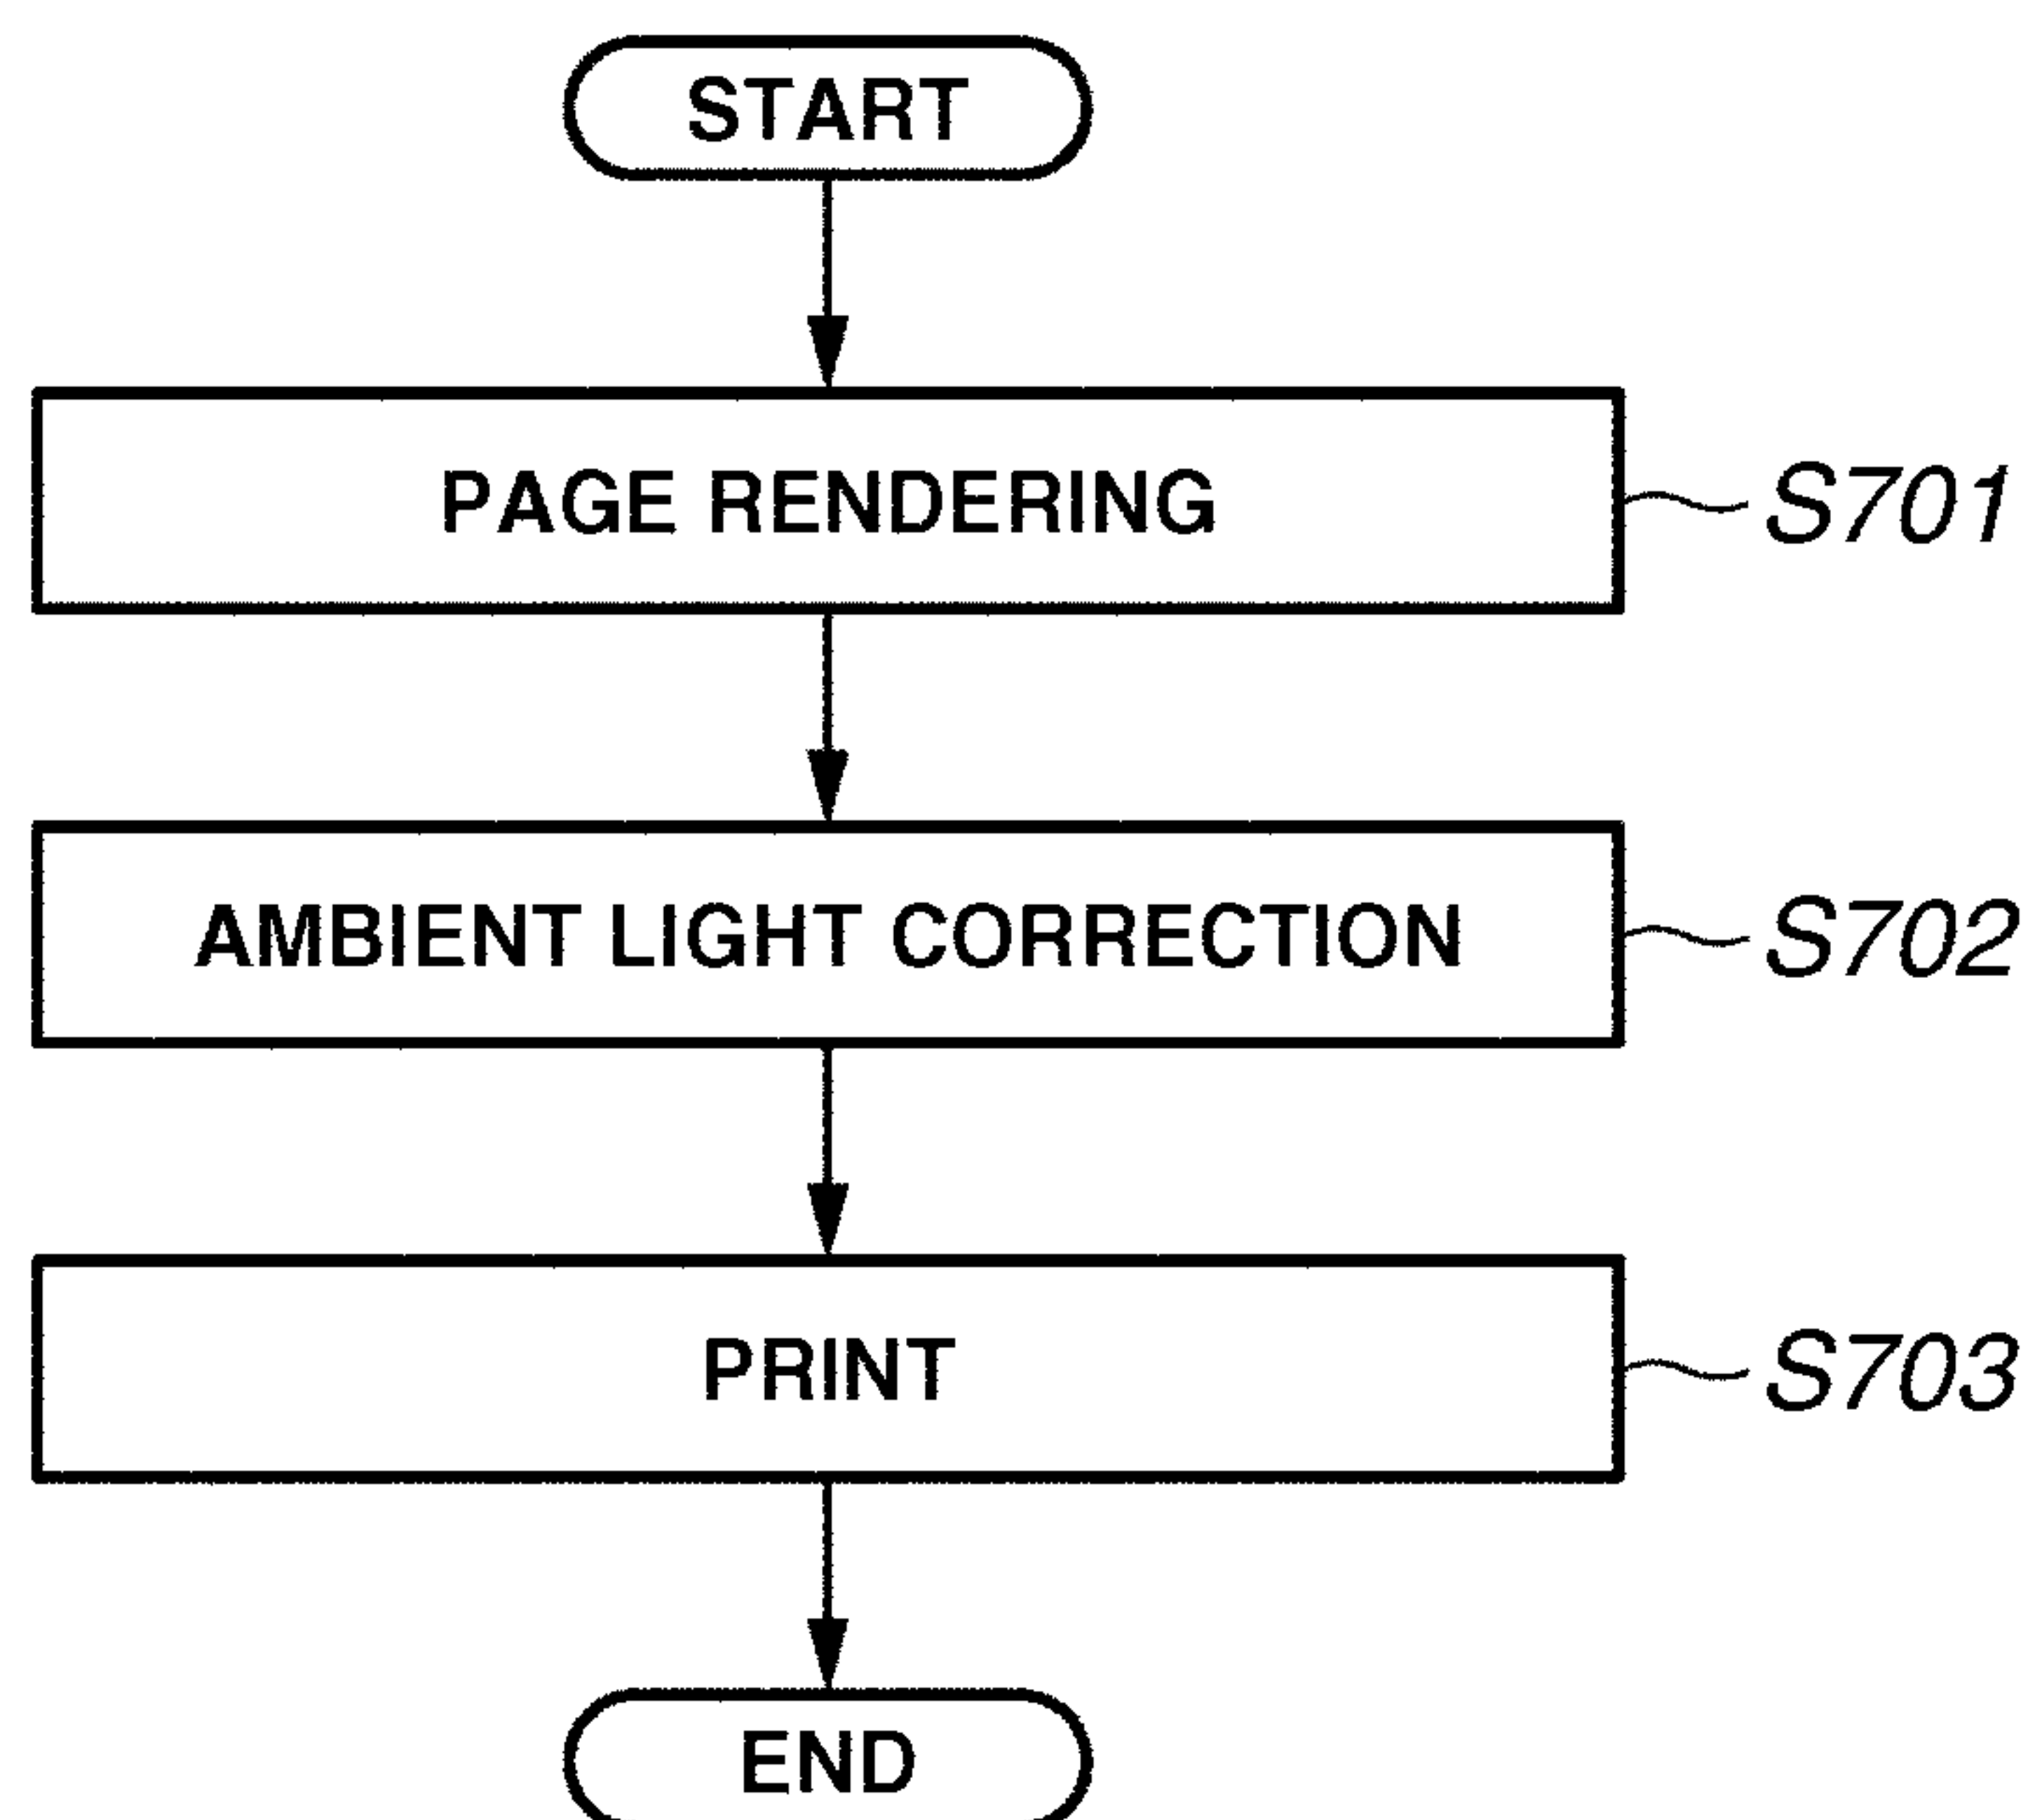 START
PAGE RENDERING S701
AMBIENT LIGHT CORRECTION S702
PRINT S703
END